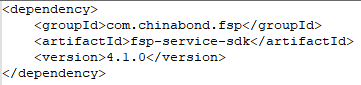 <dependency>
    <groupId>com.chinabond.fsp</groupId>
    <artifactId>fsp-service-sdk</artifactId>
    <version>4.1.0</version>
</dependency>